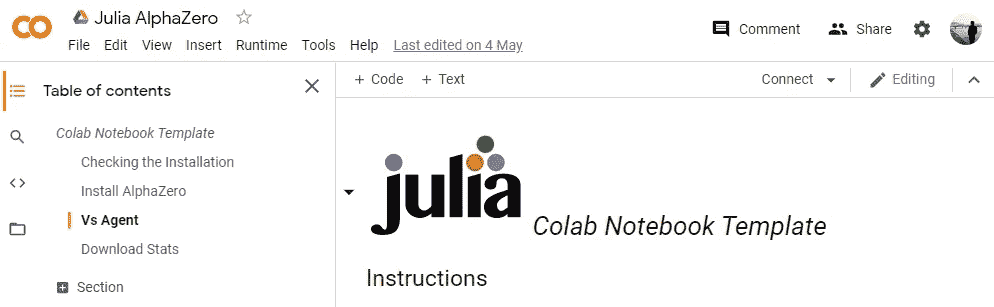 Julia AlphaZero
File Edit View Insert Runtime Tools Help Last edited on 4 May
Comment Share
Table of contents
+ Code + Text
Connect
Editing
Colab Notebook Template
Checking the Installation
Install AlphaZero
Vs Agent
Download Stats
Section
julia Colab Notebook Template
Instructions